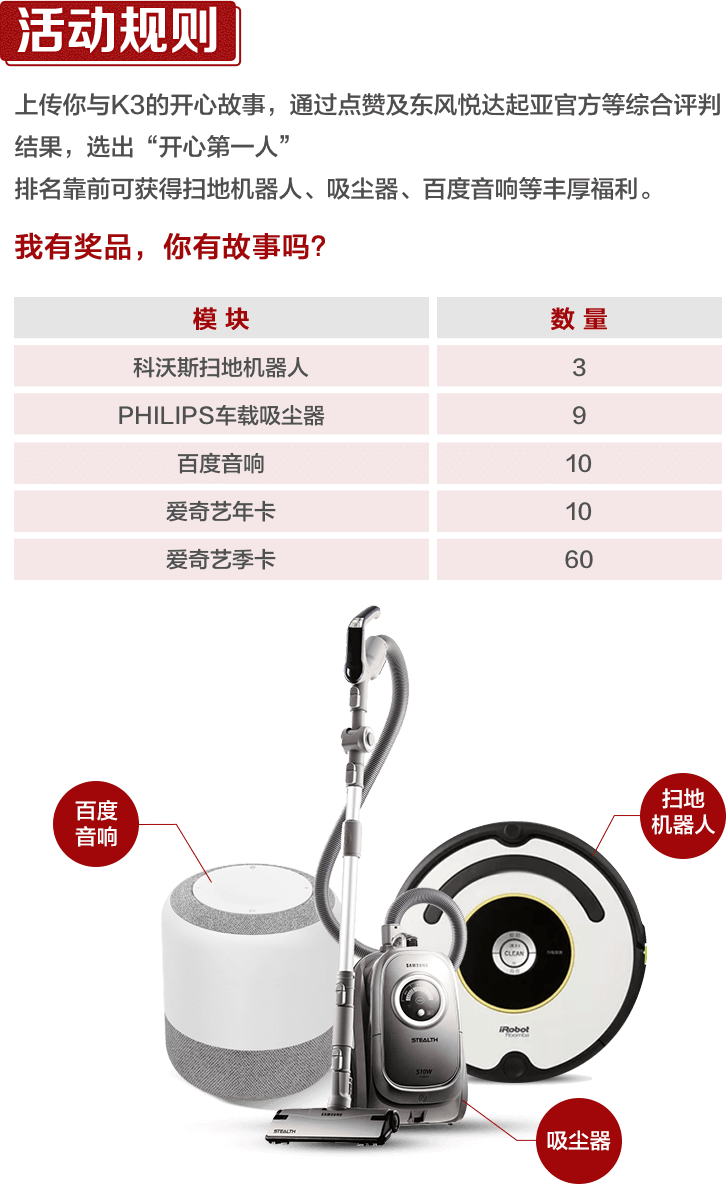 活动规则
上传你与K3的开心故事，通过点赞及东风悦达起亚官方等综合评判
结果，选出“开心第一人”
排名靠前可获得扫地机器人、吸尘器、百度音响等丰厚福利。
我有奖品，你有故事吗？
模 块 数 量
科沃斯扫地机器人 3
PHILIPS车载吸尘器 9
百度音响 10
爱奇艺年卡 10
爱奇艺季卡 60
百度
音响
扫地
机器人
CLEAN
iRobot
Roomba
SAMSUNG
STEALTH
510W
SAMSUNG
STEALTH
吸尘器